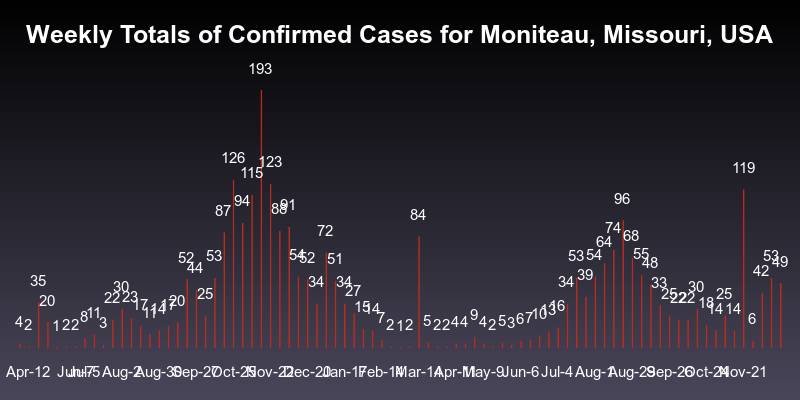 Weekly Totals of Confirmed Cases for Moniteau, Missouri, USA
193
126
123
119
115
96
94
91
87
88
84
74
72
68
64
53 52 54 52 51 53 54 55 53
44 48 49
42
39
35 34 34 34 33
30 30
27
25 25 22 22 25
22 23 20
20 17 17 18
11 14 15 14 16 14 14
13
8 9 10
4 2 1 2 2 3 7 2 1 2 5 2 2 4 4 4 2 5 3 6 7 6
Apr-12 Jun-7 Aug-2 Aug-30 Sep-27 Oct-25 Nov-22 Dec-20 Jan-17 Feb-14 Mar-14 Apr-11 May-9 Jun-6 Jul-4 Aug-1 Aug-29 Sep-26 Oct-24 Nov-21